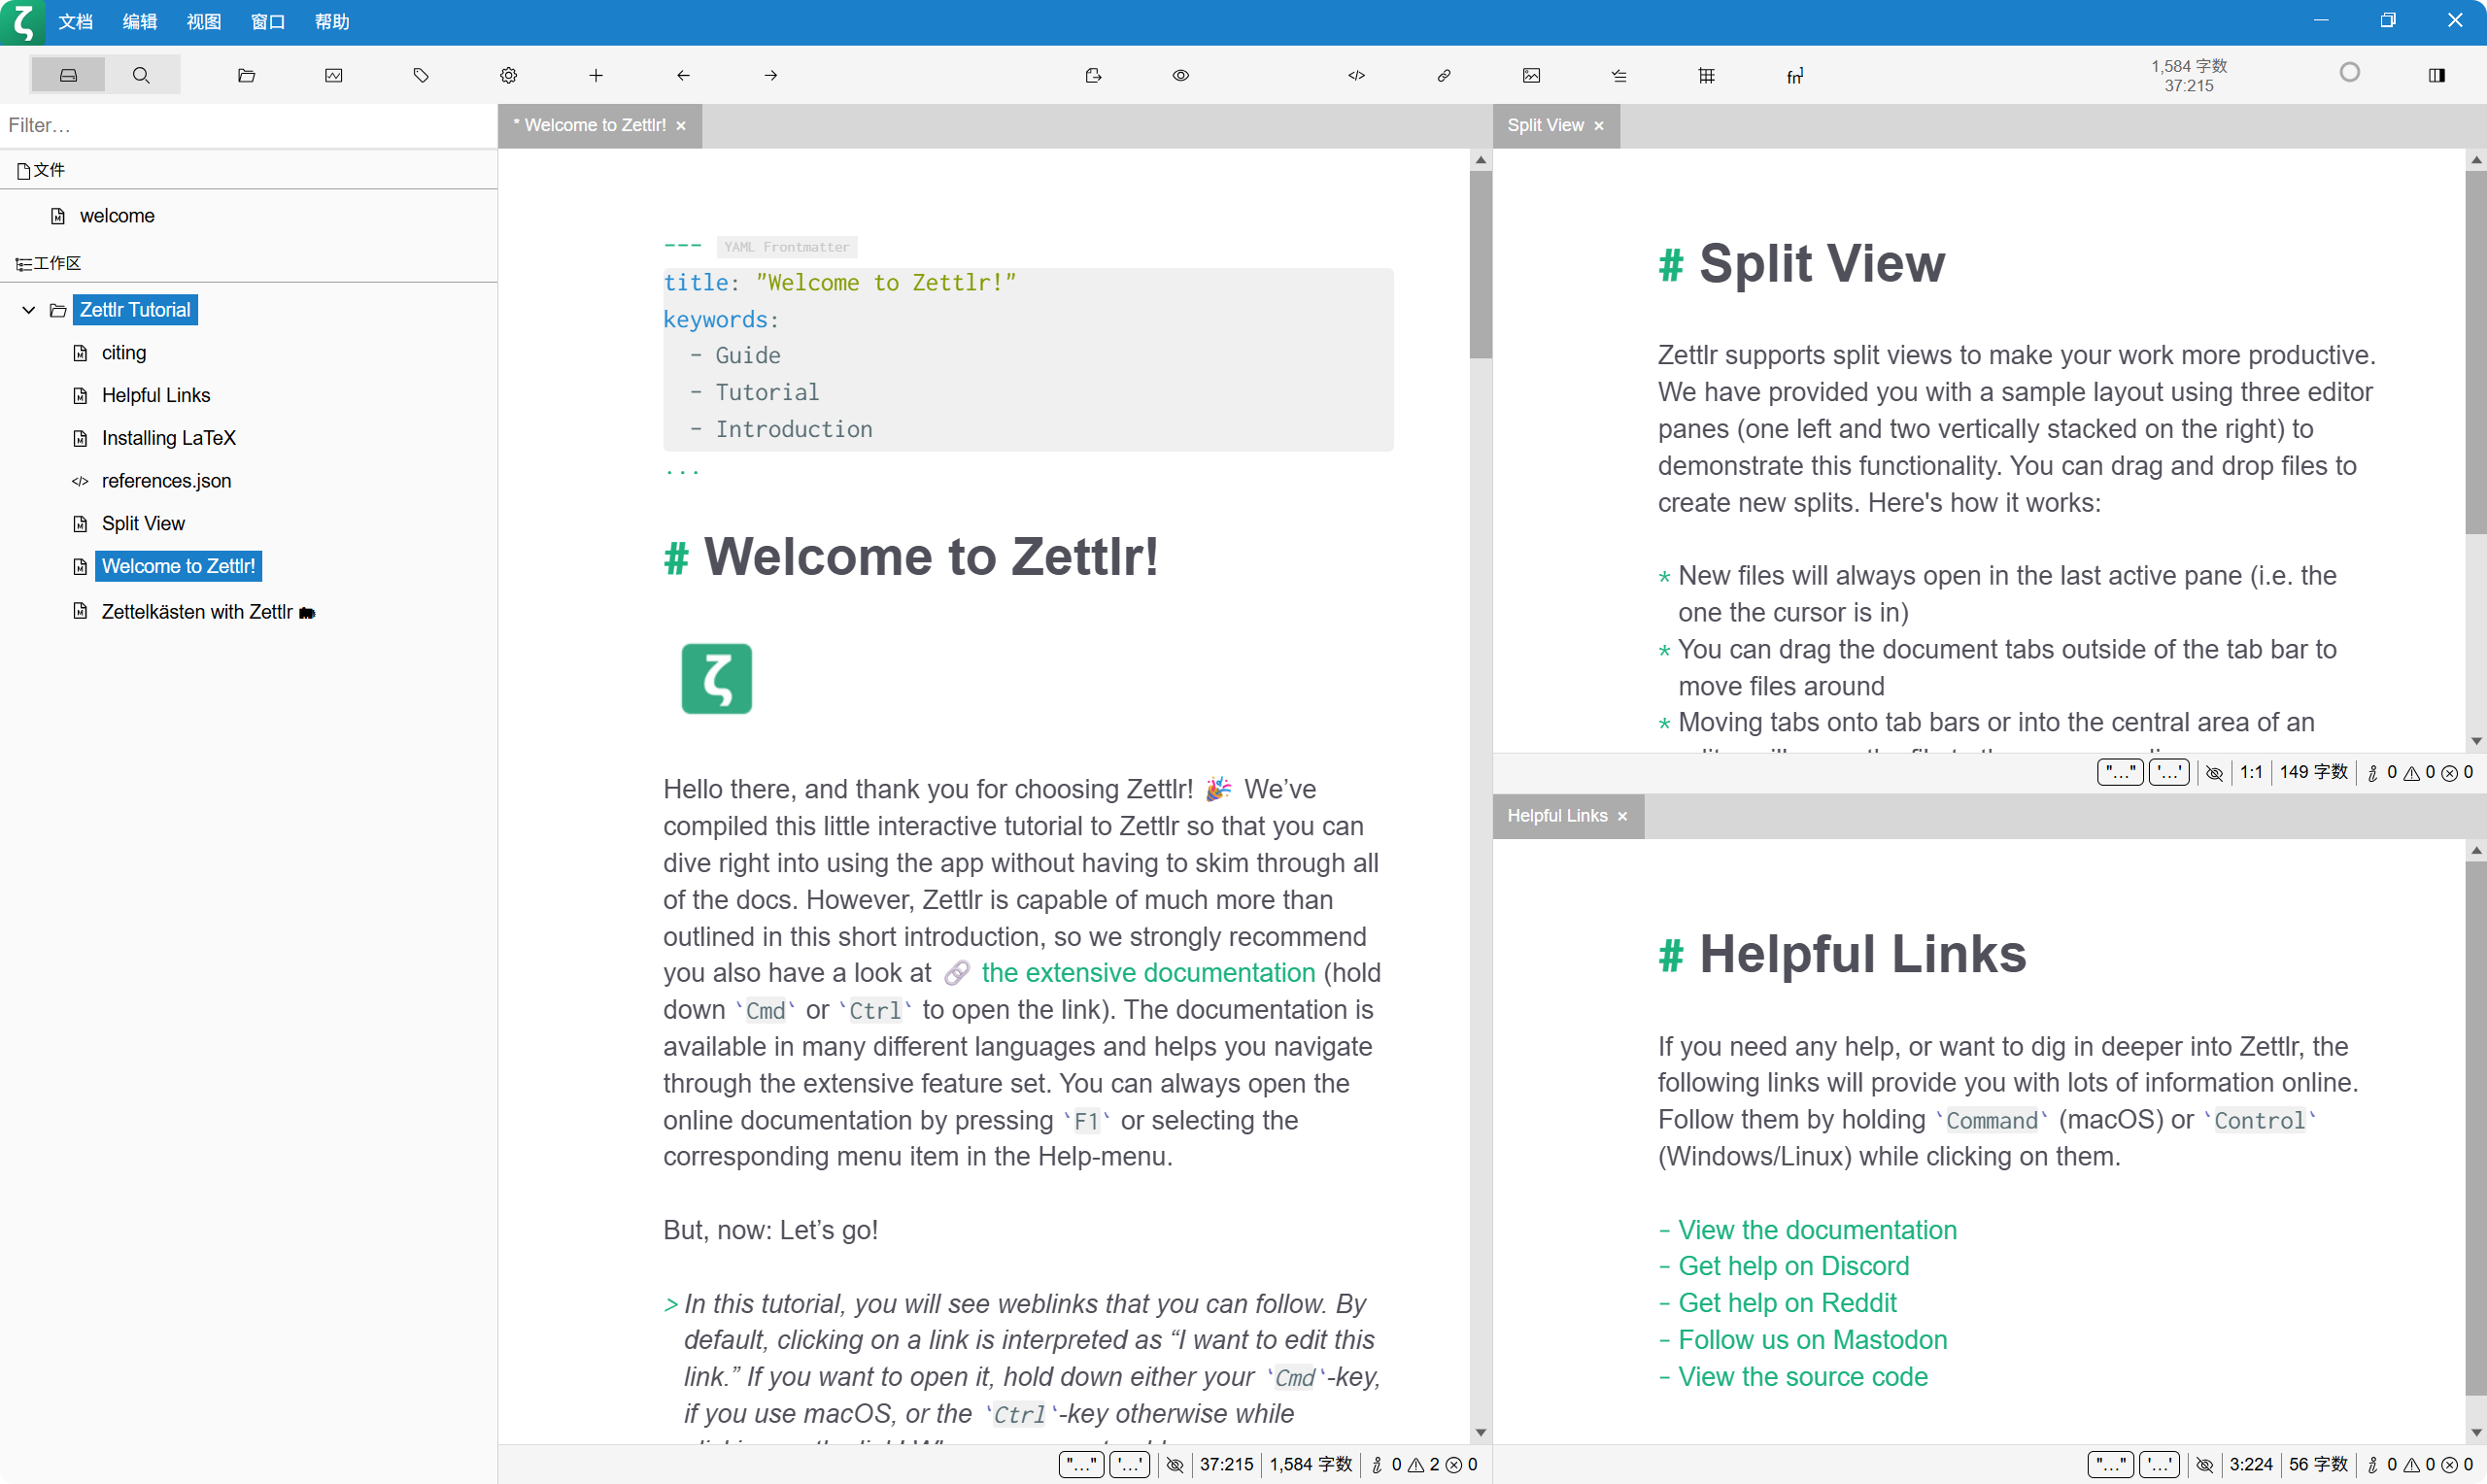 文档 编辑 视图 窗口 帮助
fn]
1,584 字数
37:215
Filter…
文件
welcome
工作区
Zettlr Tutorial
citing
Helpful Links
Installing LaTeX
references.json
Split View
Welcome to Zettlr!
Zettelkästen with Zettlr
* Welcome to Zettlr! ×
--- YAML Frontmatter
title: "Welcome to Zettlr!"
keywords:
- Guide
- Tutorial
- Introduction
...
# Welcome to Zettlr!
Hello there, and thank you for choosing Zettlr! 🎉 We’ve
compiled this little interactive tutorial to Zettlr so that you can
dive right into using the app without having to skim through all
of the docs. However, Zettlr is capable of much more than
outlined in this short introduction, so we strongly recommend
you also have a look at 🔗 the extensive documentation (hold
down `Cmd` or `Ctrl` to open the link). The documentation is
available in many different languages and helps you navigate
through the extensive feature set. You can always open the
online documentation by pressing `F1` or selecting the
corresponding menu item in the Help-menu.
But, now: Let’s go!
> In this tutorial, you will see weblinks that you can follow. By
default, clicking on a link is interpreted as “I want to edit this
link.” If you want to open it, hold down either your `Cmd`-key,
if you use macOS, or the `Ctrl`-key otherwise while
"…" '…' 37:215 1,584 字数 0 2 0
Split View ×
# Split View
Zettlr supports split views to make your work more productive.
We have provided you with a sample layout using three editor
panes (one left and two vertically stacked on the right) to
demonstrate this functionality. You can drag and drop files to
create new splits. Here's how it works:
* New files will always open in the last active pane (i.e. the
one the cursor is in)
* You can drag the document tabs outside of the tab bar to
move files around
* Moving tabs onto tab bars or into the central area of an
"…" '…' 1:1 149 字数 0 0 0
Helpful Links ×
# Helpful Links
If you need any help, or want to dig in deeper into Zettlr, the
following links will provide you with lots of information online.
Follow them by holding `Command` (macOS) or `Control`
(Windows/Linux) while clicking on them.
- View the documentation
- Get help on Discord
- Get help on Reddit
- Follow us on Mastodon
- View the source code
"…" '…' 3:224 56 字数 0 0 0